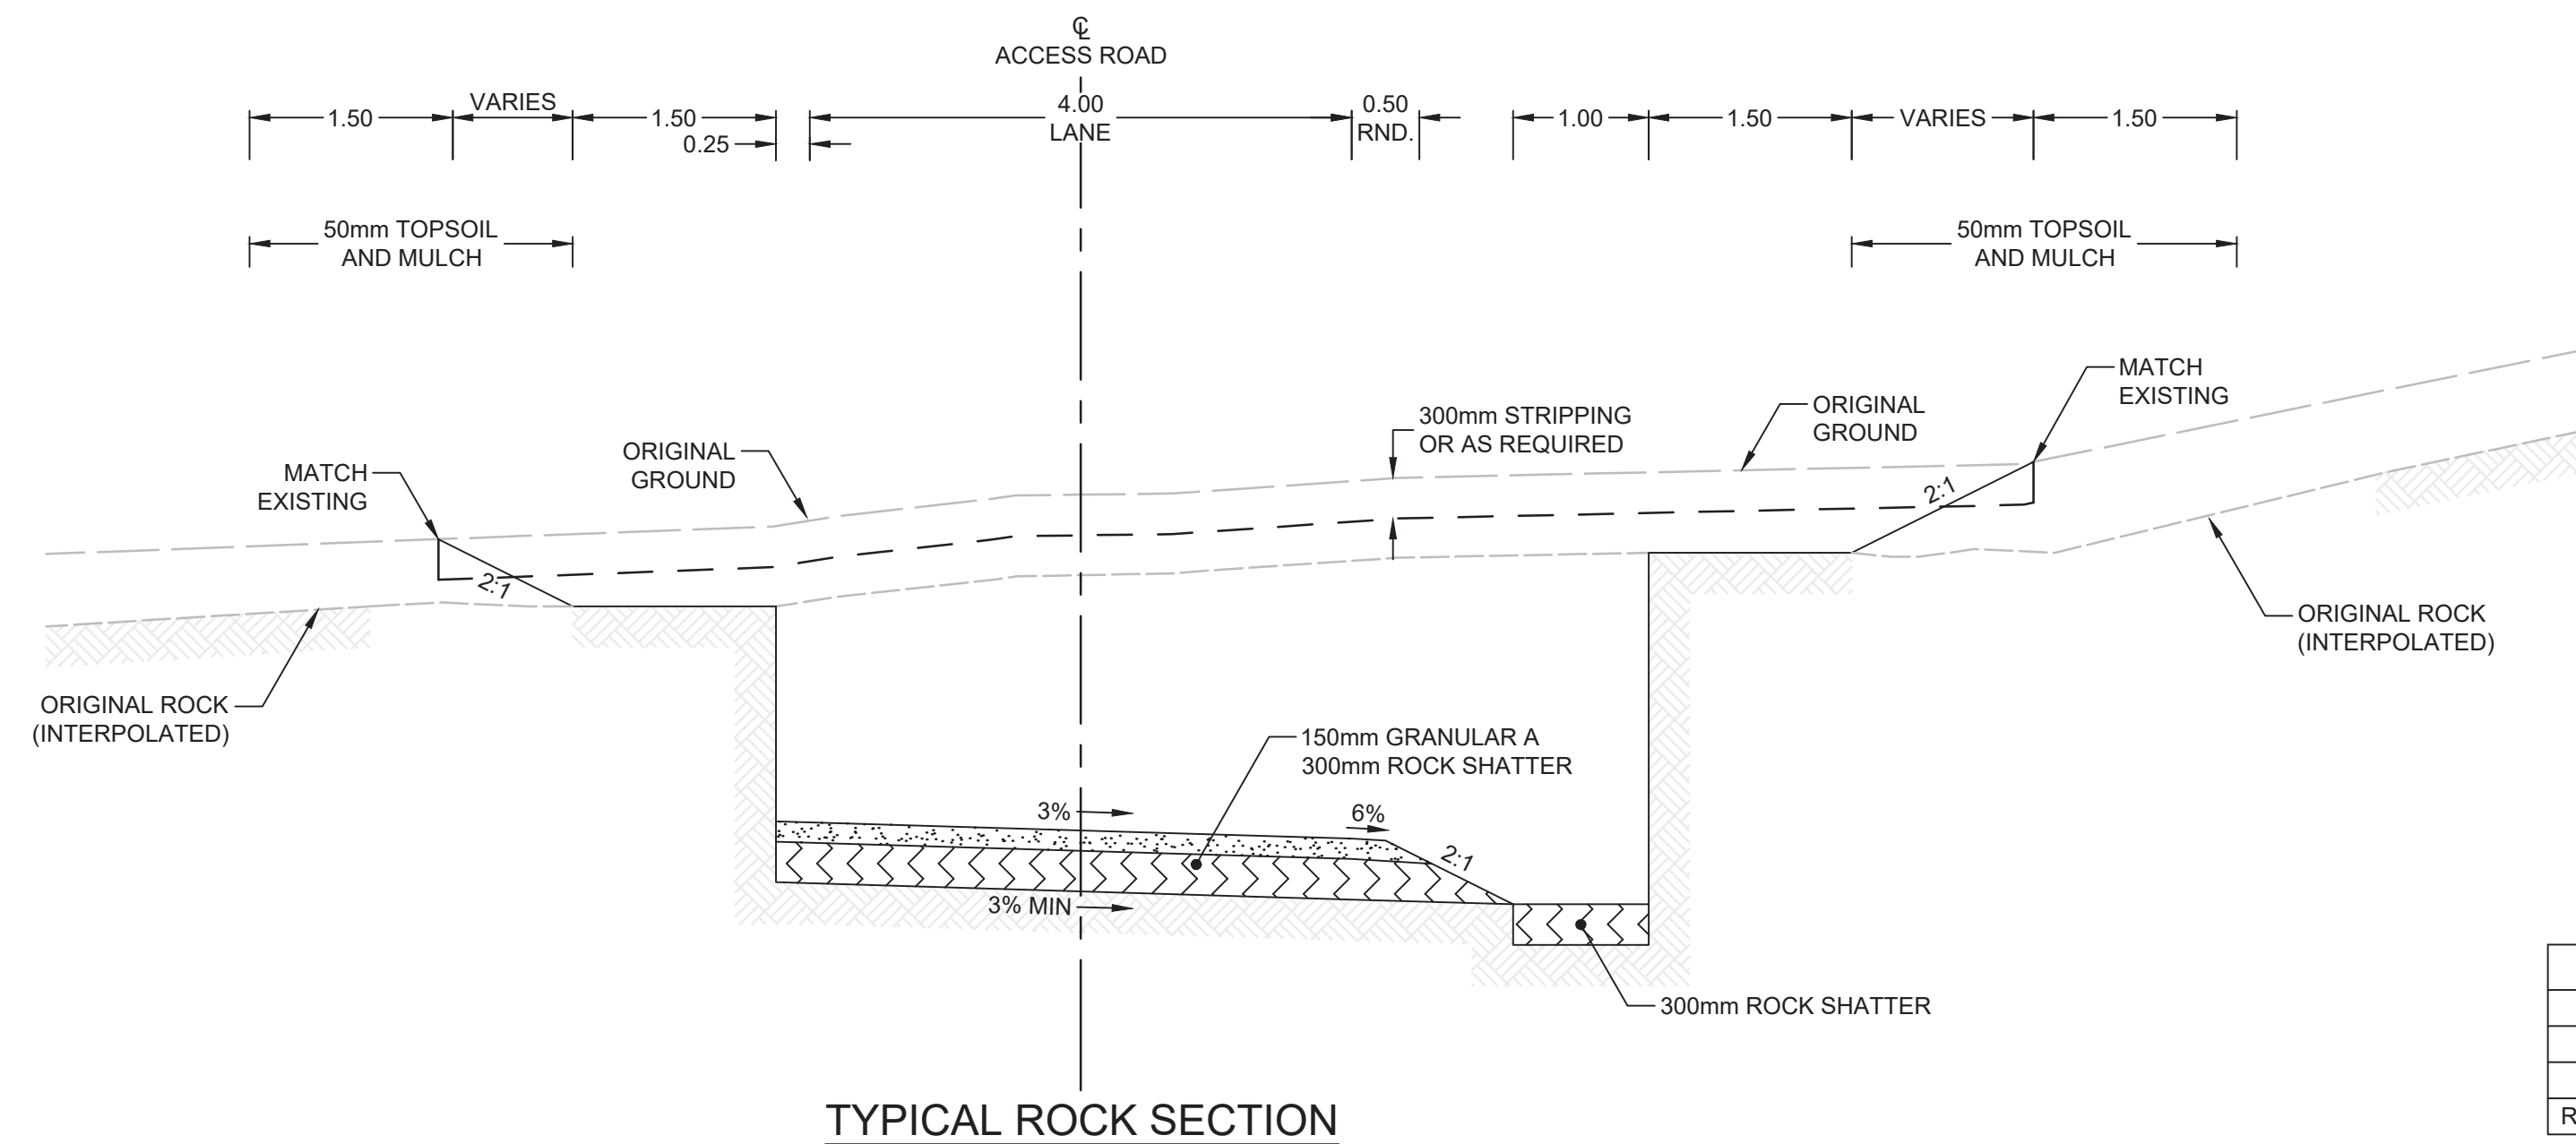 ℄
ACCESS ROAD
1.50
VARIES
1.50
0.25
4.00
LANE
0.50
RND.
1.00
1.50
VARIES
1.50
50mm TOPSOIL
AND MULCH
50mm TOPSOIL
AND MULCH
MATCH
EXISTING
ORIGINAL
GROUND
300mm STRIPPING
OR AS REQUIRED
ORIGINAL
GROUND
MATCH
EXISTING
2:1
2:1
ORIGINAL ROCK
(INTERPOLATED)
ORIGINAL ROCK
(INTERPOLATED)
150mm GRANULAR A
300mm ROCK SHATTER
3%
6%
2:1
3% MIN
300mm ROCK SHATTER
TYPICAL ROCK SECTION
R